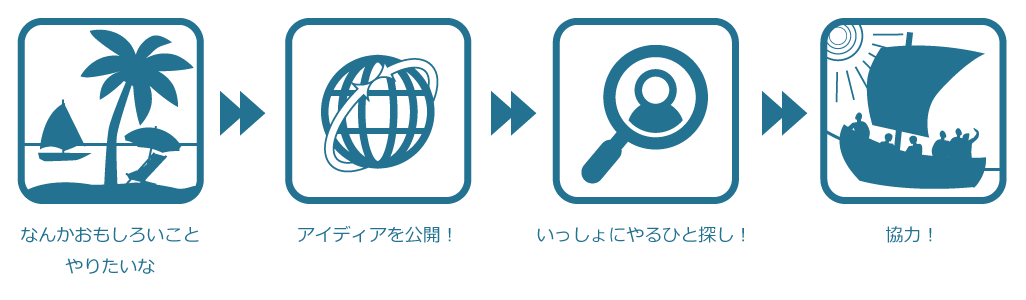 なんかおもしろいこと
やりたいな
アイディアを公開！
いっしょにやるひと探し！
協力！